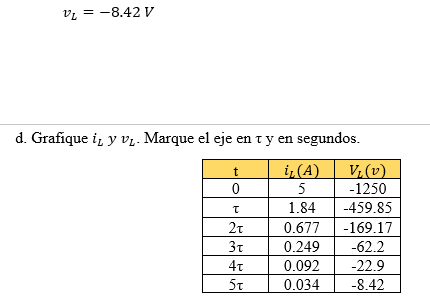 v_L = −8.42 V
d. Grafique i_L y v_L. Marque el eje en τ y en segundos.
t i_L(A) V_L(v)
0 5 -1250
τ 1.84 -459.85
2τ 0.677 -169.17
3τ 0.249 -62.2
4τ 0.092 -22.9
5τ 0.034 -8.42